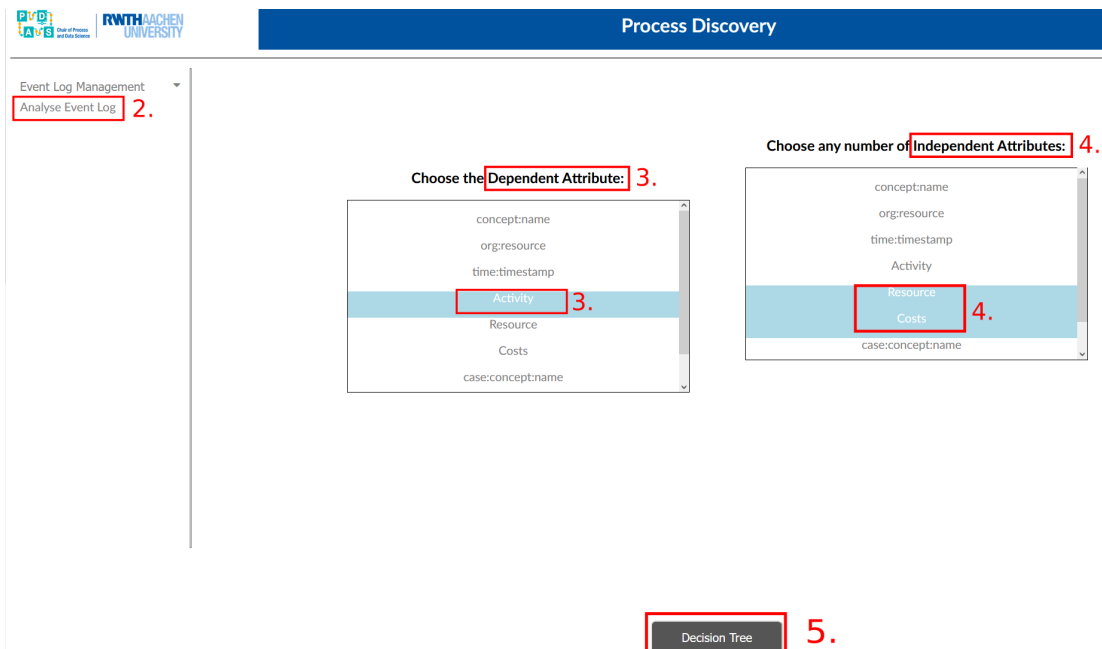 P D
A S
Chair of Process
and Data Science
RWTH AACHEN
UNIVERSITY
Process Discovery
Event Log Management
Analyse Event Log 2.
Choose the Dependent Attribute: 3.
concept:name
org:resource
time:timestamp
Activity 3.
Resource
Costs
case:concept:name
Choose any number of Independent Attributes: 4.
concept:name
org:resource
time:timestamp
Activity
Resource
Costs 4.
case:concept:name
Decision Tree 5.